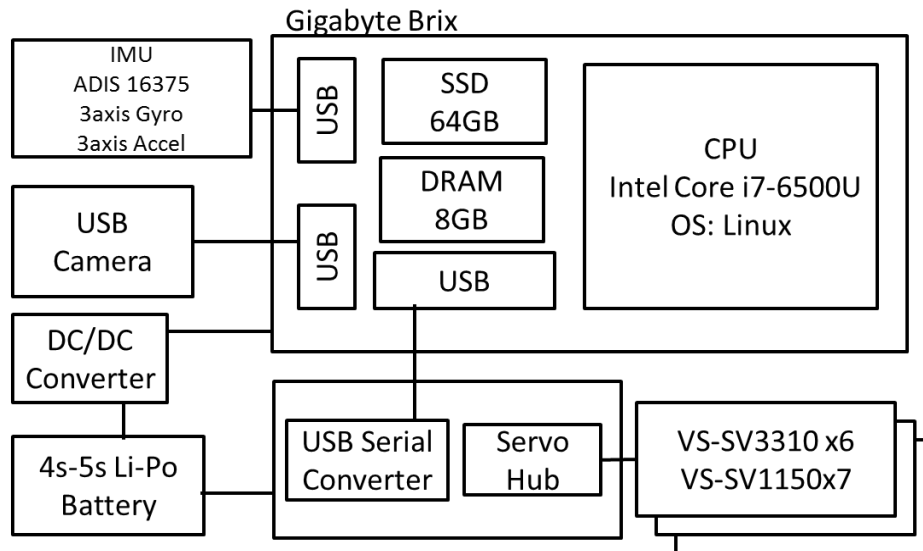 Gigabyte Brix
IMU
ADIS 16375
3axis Gyro
3axis Accel
USB
SSD
64GB
CPU
Intel Core i7-6500U
OS: Linux
DRAM
8GB
USB
Camera
USB
USB
DC/DC
Converter
4s-5s Li-Po
Battery
USB Serial
Converter
Servo
Hub
VS-SV3310 x6
VS-SV1150x7